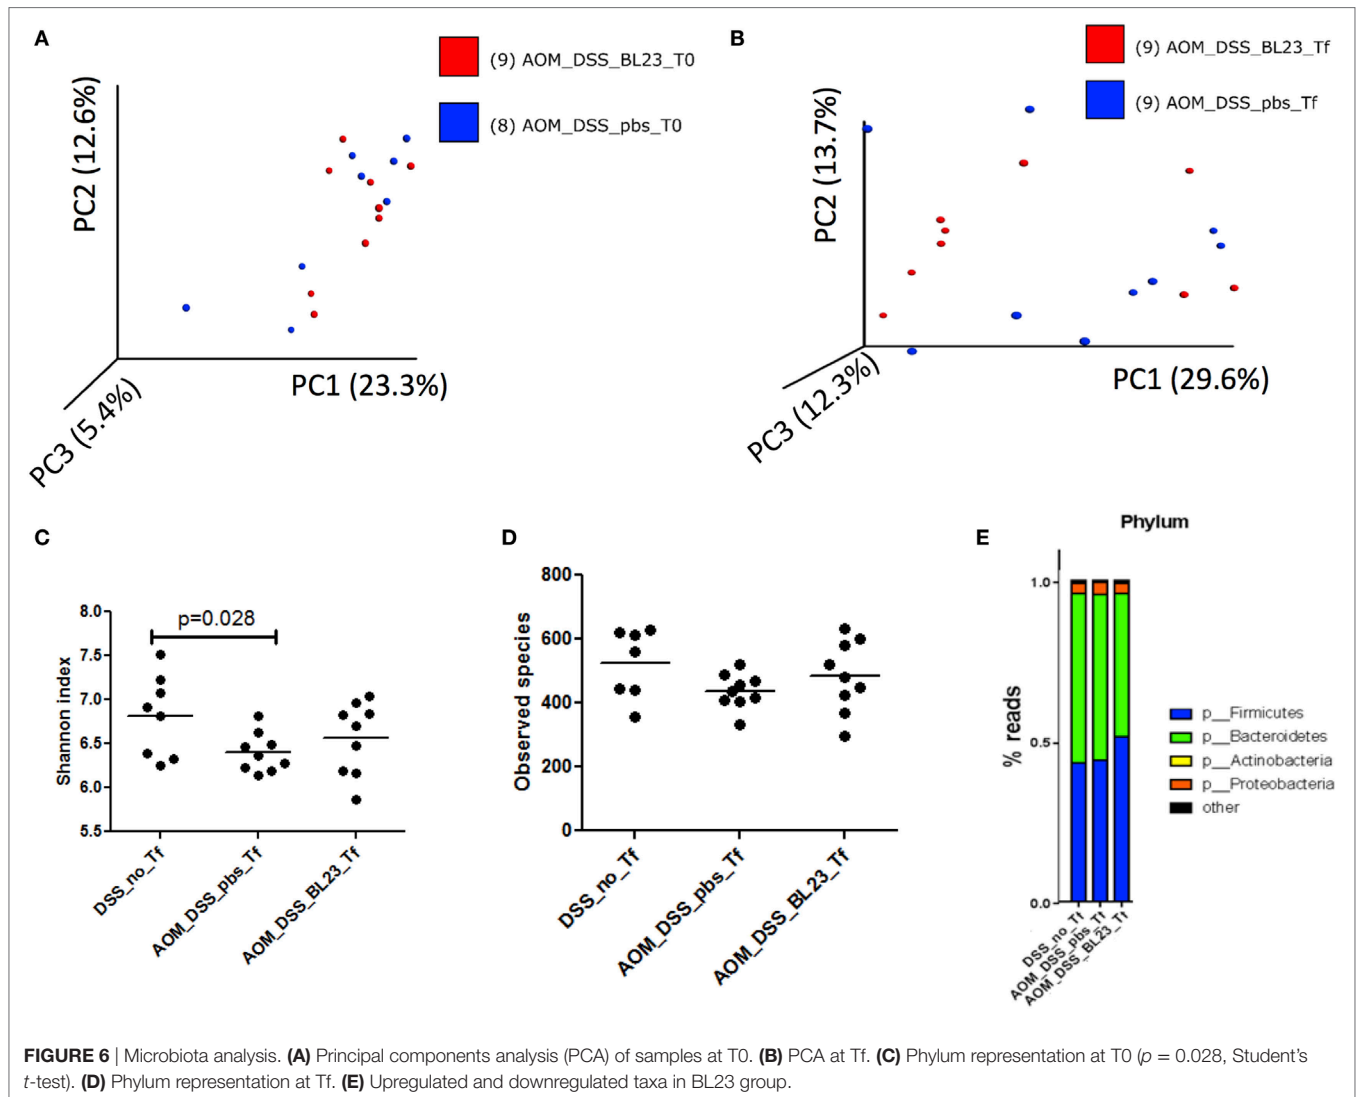 A
(9) AOM_DSS_BL23_T0
(8) AOM_DSS_pbs_T0
PC2 (12.6%)
PC1 (23.3%)
PC3 (5.4%)
B
(9) AOM_DSS_BL23_Tf
(9) AOM_DSS_pbs_Tf
PC2 (13.7%)
PC1 (29.6%)
PC3 (12.3%)
C
p=0.028
Shannon index
8.0
7.5
7.0
6.5
6.0
5.5
DSS_no_Tf
AOM_DSS_pbs_Tf
AOM_DSS_BL23_Tf
D
Observed species
800
600
400
200
0
DSS_no_Tf
AOM_DSS_pbs_Tf
AOM_DSS_BL23_Tf
E
Phylum
% reads
1.0
0.5
0.0
DSS_no_Tf
AOM_DSS_pbs_Tf
AOM_DSS_BL23_Tf
p__Firmicutes
p__Bacteroidetes
p__Actinobacteria
p__Proteobacteria
other
FIGURE 6 | Microbiota analysis. (A) Principal components analysis (PCA) of samples at T0. (B) PCA at Tf. (C) Phylum representation at T0 (p = 0.028, Student's
t-test). (D) Phylum representation at Tf. (E) Upregulated and downregulated taxa in BL23 group.